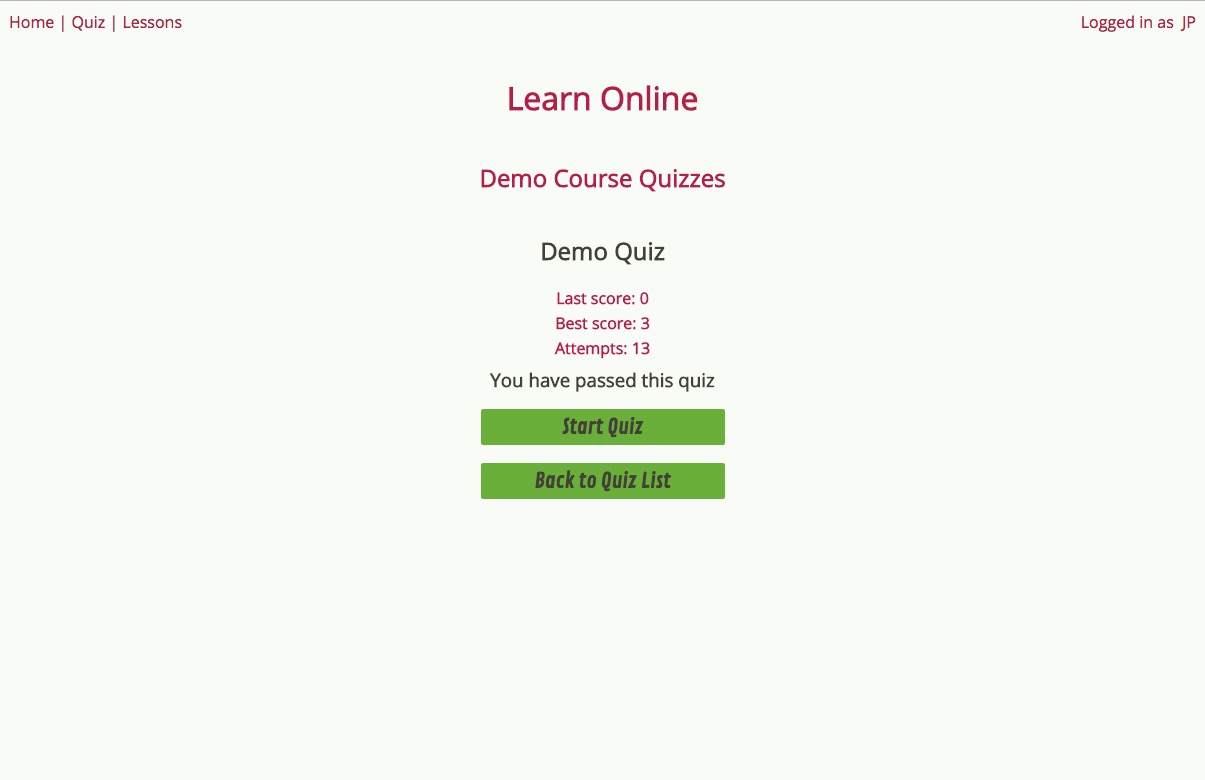 Home | Quiz | Lessons
Logged in as JP
Learn Online
Demo Course Quizzes
Demo Quiz
Last score: 0
Best score: 3
Attempts: 13
You have passed this quiz
Start Quiz
Back to Quiz List